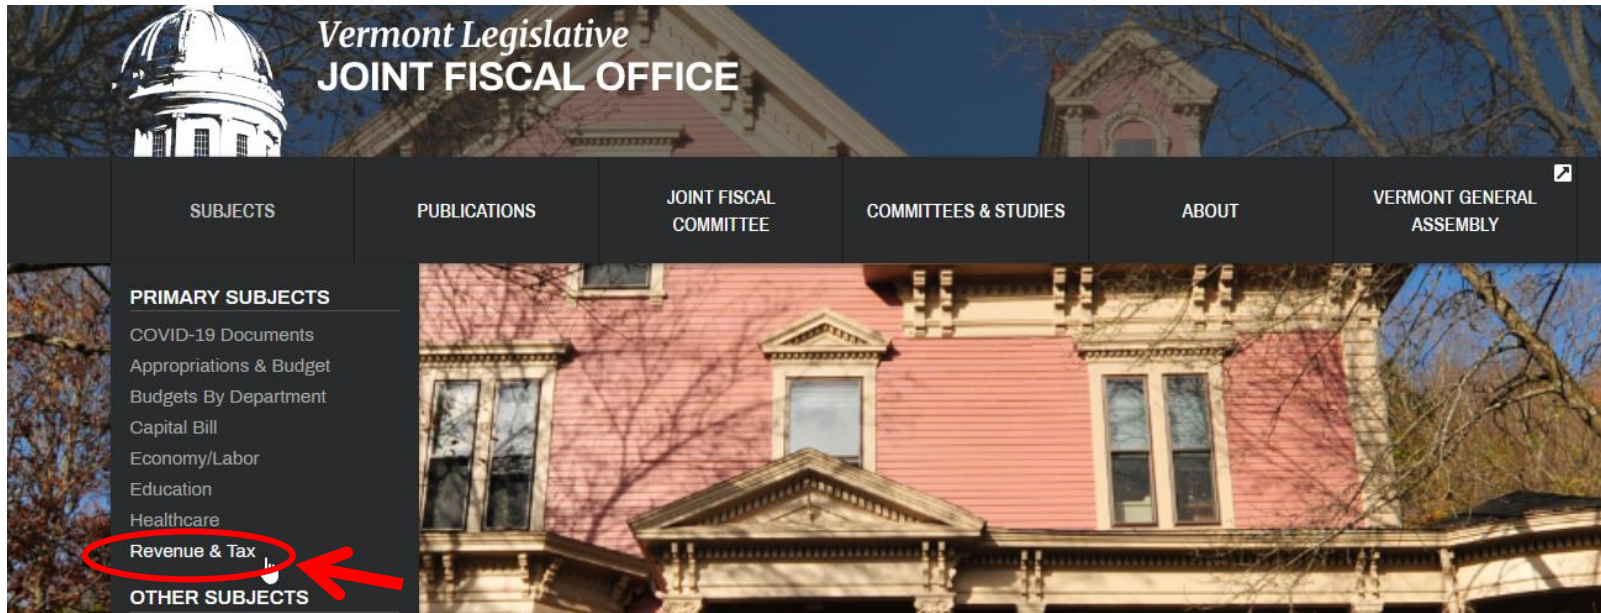 Vermont Legislative
JOINT FISCAL OFFICE
SUBJECTS
PUBLICATIONS
JOINT FISCAL
COMMITTEE
COMMITTEES & STUDIES
ABOUT
VERMONT GENERAL
ASSEMBLY
PRIMARY SUBJECTS
COVID-19 Documents
Appropriations & Budget
Budgets By Department
Capital Bill
Economy/Labor
Education
Healthcare
Revenue & Tax
OTHER SUBJECTS